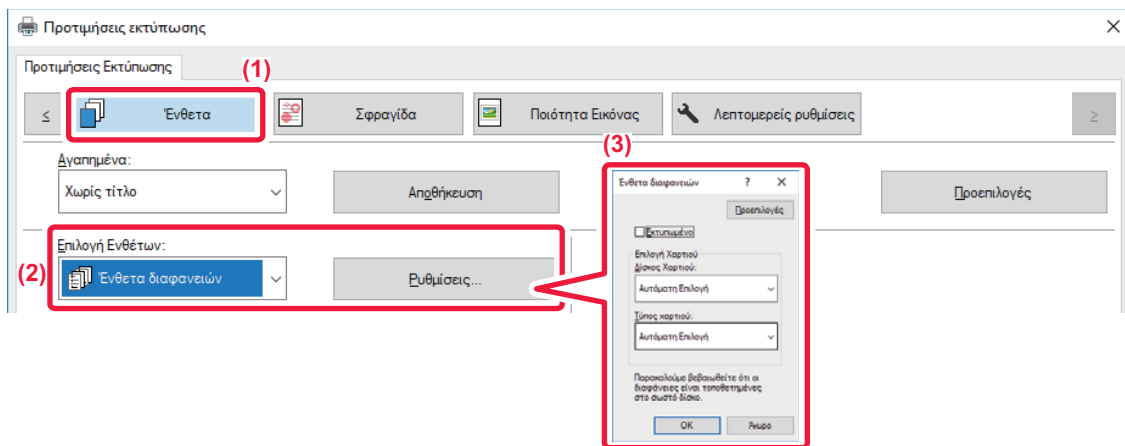 Προτιμήσεις εκτύπωσης
Προτιμήσεις Εκτύπωσης
(1)
< Ένθετα Σφραγίδα Ποιότητα Εικόνας Λεπτομερείς ρυθμίσεις >
(3)
Αγαπημένα:
Χωρίς τίτλο Αποθήκευση Προεπιλογές
(2)
Επιλογή Ενθέτων:
Ένθετα διαφανειών Ρυθμίσεις...
Ένθετα διαφανειών ?
Προεπιλογές
Εκτυπωμένο
Επιλογή Χαρτιού
Δίσκος Χαρτιού:
Αυτόματη Επιλογή
Τύπος χαρτιού:
Αυτόματη Επιλογή
Παρακαλούμε βεβαιωθείτε ότι οι
διαφάνειες είναι τοποθετημένες
στο σωστό δίσκο.
OK Άκυρο